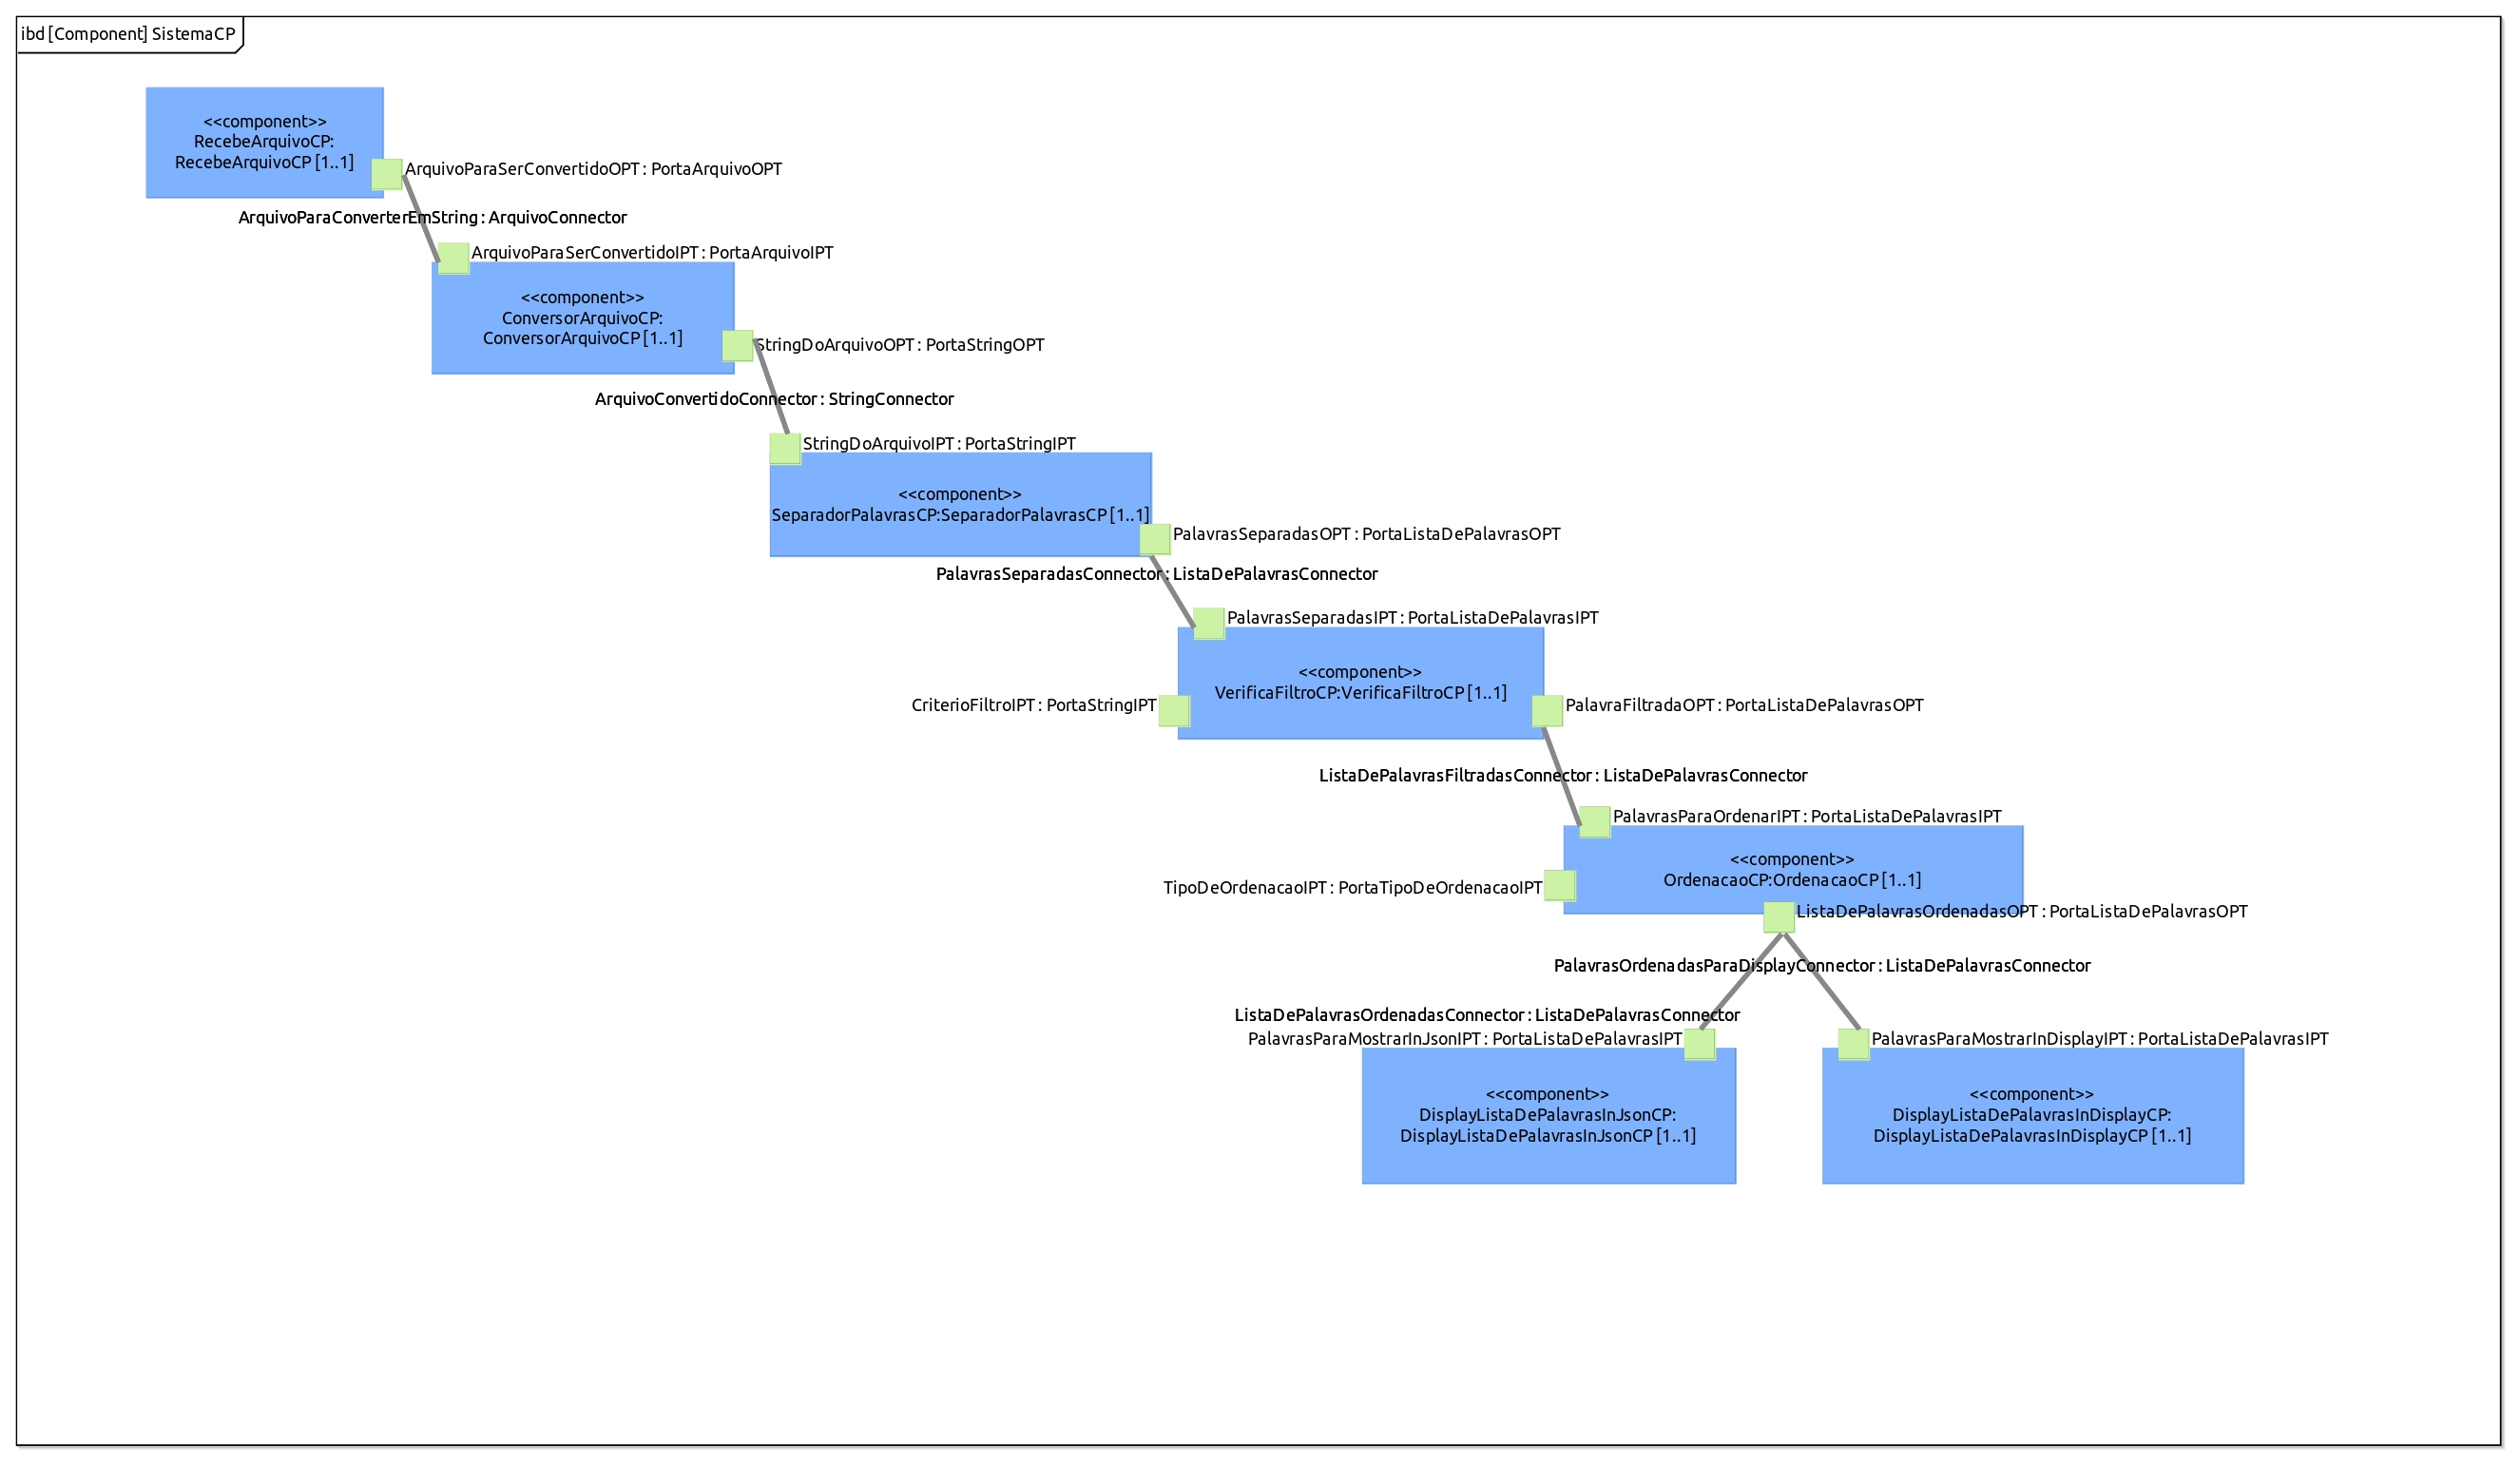 ibd [Component] SistemaCP
<<component>>
RecebeArquivoCP:
RecebeArquivoCP [1..1]
ArquivoParaSerConvertidoOPT : PortaArquivoOPT
ArquivoParaConverterEmString : ArquivoConnector
ArquivoParaSerConvertidoIPT : PortaArquivoIPT
<<component>>
ConversorArquivoCP:
ConversorArquivoCP [1..1]
StringDoArquivoOPT : PortaStringOPT
ArquivoConvertidoConnector : StringConnector
StringDoArquivoIPT : PortaStringIPT
<<component>>
SeparadorPalavrasCP:SeparadorPalavrasCP [1..1]
PalavrasSeparadasOPT : PortaListaDePalavrasOPT
PalavrasSeparadasConnector : ListaDePalavrasConnector
PalavrasSeparadasIPT : PortaListaDePalavrasIPT
<<component>>
VerificaFiltroCP:VerificaFiltroCP [1..1]
CriterioFiltroIPT : PortaStringIPT
PalavraFiltradaOPT : PortaListaDePalavrasOPT
ListaDePalavrasFiltradasConnector : ListaDePalavrasConnector
PalavrasParaOrdenarIPT : PortaListaDePalavrasIPT
<<component>>
OrdenacaoCP:OrdenacaoCP [1..1]
TipoDeOrdenacaoIPT : PortaTipoDeOrdenacaoIPT
ListaDePalavrasOrdenadasOPT : PortaListaDePalavrasOPT
PalavrasOrdenadasParaDisplayConnector : ListaDePalavrasConnector
ListaDePalavrasOrdenadasConnector : ListaDePalavrasConnector
PalavrasParaMostrarInJsonIPT : PortaListaDePalavrasIPT
PalavrasParaMostrarInDisplayIPT : PortaListaDePalavrasIPT
<<component>>
DisplayListaDePalavrasInJsonCP:
DisplayListaDePalavrasInJsonCP [1..1]
<<component>>
DisplayListaDePalavrasInDisplayCP:
DisplayListaDePalavrasInDisplayCP [1..1]